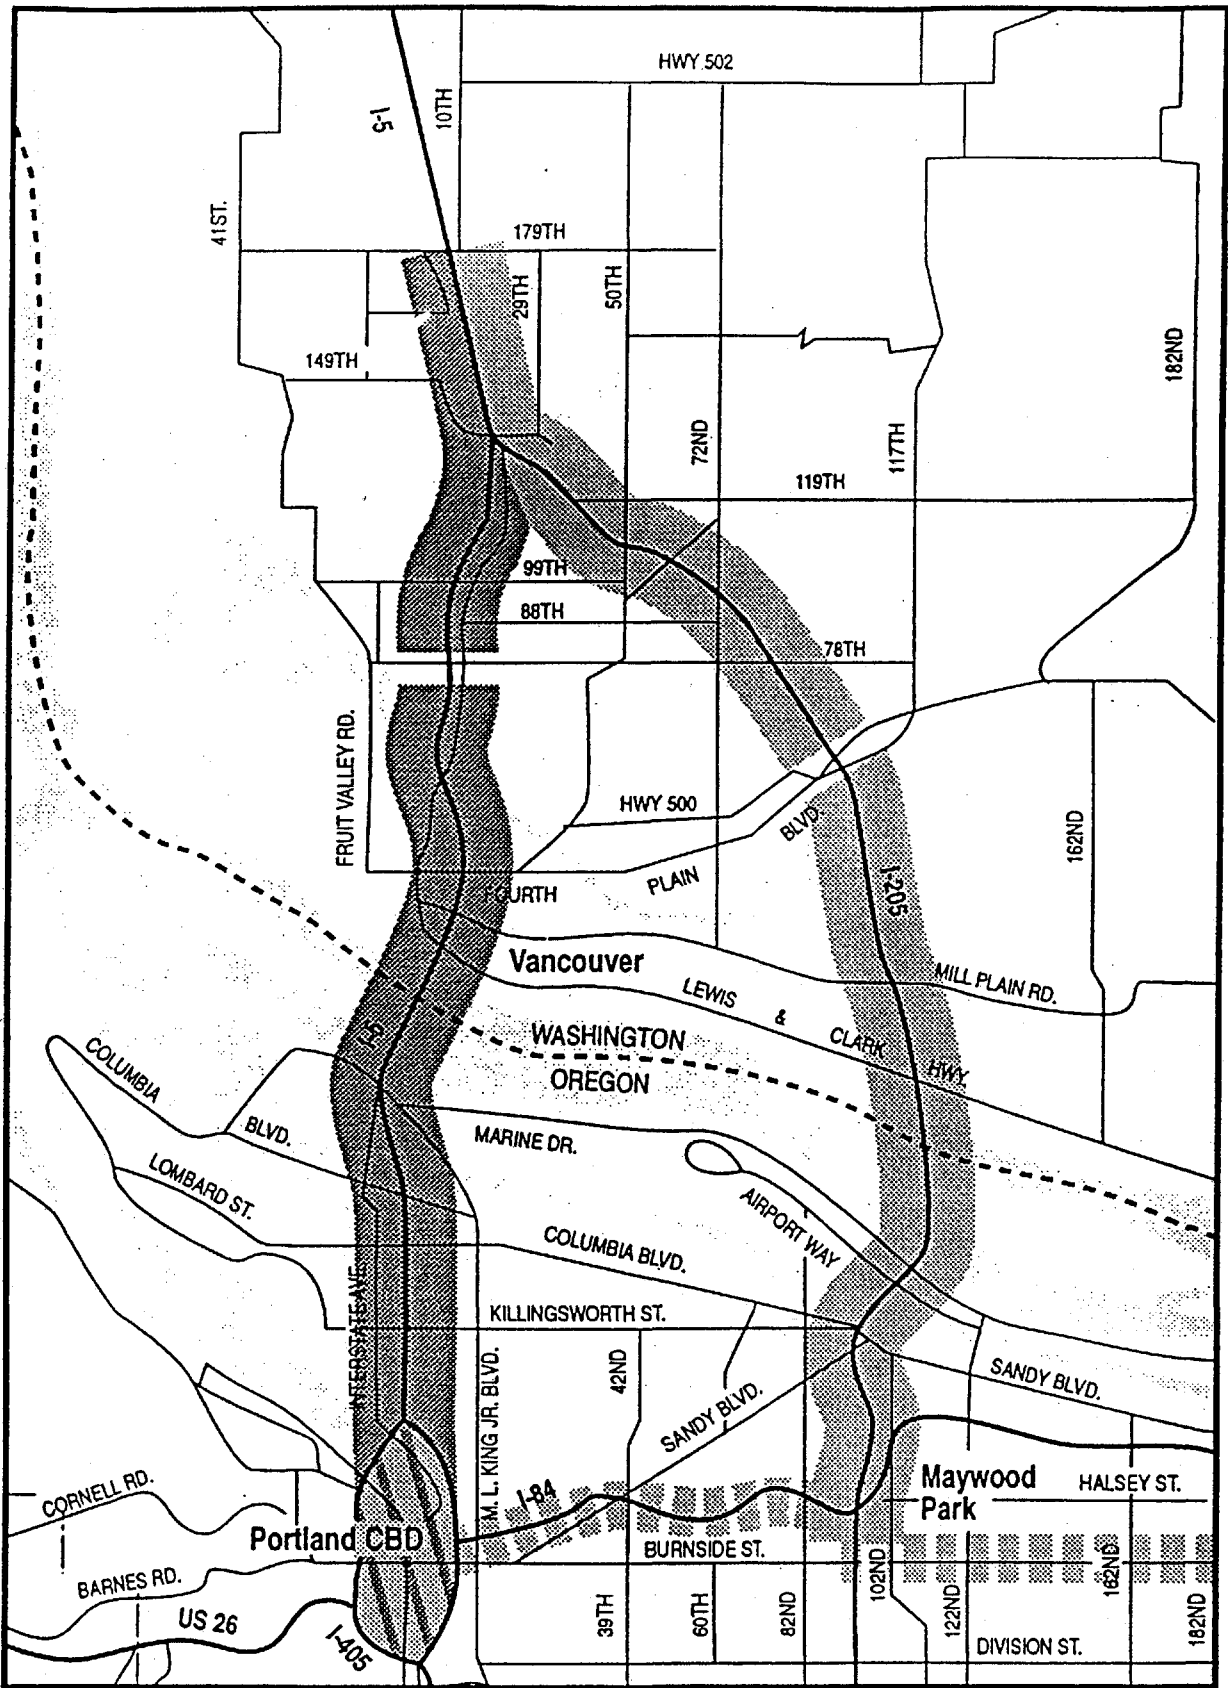 HWY 502
I-5
10TH
41ST.
179TH
29TH
50TH
149TH
182ND
72ND
117TH
119TH
99TH
88TH
78TH
FRUIT VALLEY RD.
HWY 500
BLVD.
162ND
PLAIN
FOURTH
I-205
Vancouver
MILL PLAIN RD.
LEWIS & CLARK HWY.
I-5
WASHINGTON
OREGON
COLUMBIA
BLVD.
MARINE DR.
LOMBARD ST.
AIRPORT WAY
COLUMBIA BLVD.
INTERSTATE AVE.
KILLINGSWORTH ST.
M. L. KING JR. BLVD.
42ND
SANDY BLVD.
SANDY BLVD.
CORNELL RD.
I-84
Maywood
Park
HALSEY ST.
Portland CBD
BURNSIDE ST.
BARNES RD.
US 26
I-405
39TH
60TH
82ND
102ND
122ND
162ND
182ND
DIVISION ST.